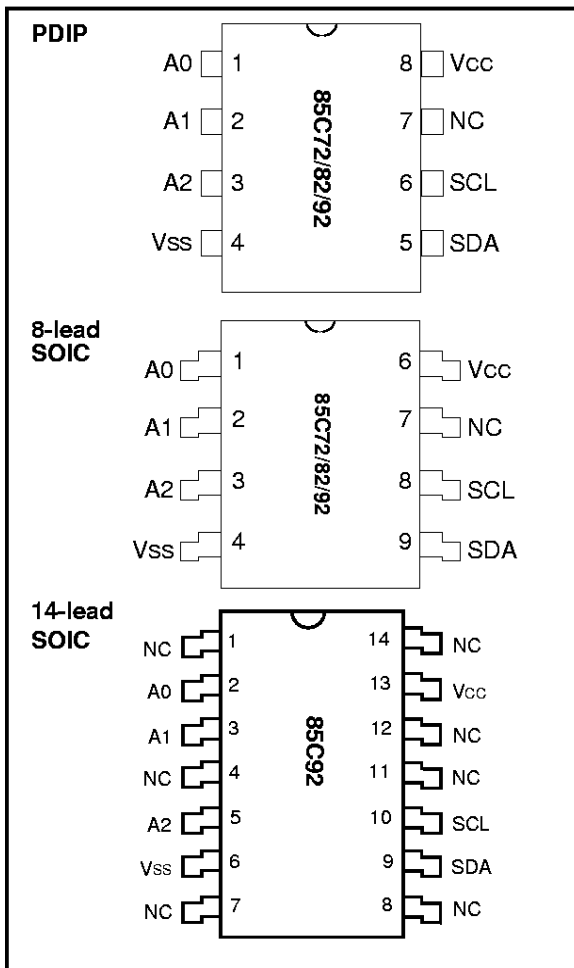 PDIP
A0 1 8 VCC
A1 2 7 NC
A2 3 6 SCL
VSS 4 5 SDA
85C72/82/92
8-lead
SOIC
A0 1 6 VCC
A1 2 7 NC
A2 3 8 SCL
VSS 4 9 SDA
85C72/82/92
14-lead
SOIC
NC 1 14 NC
A0 2 13 VCC
A1 3 12 NC
NC 4 11 NC
A2 5 10 SCL
VSS 6 9 SDA
NC 7 8 NC
85C92